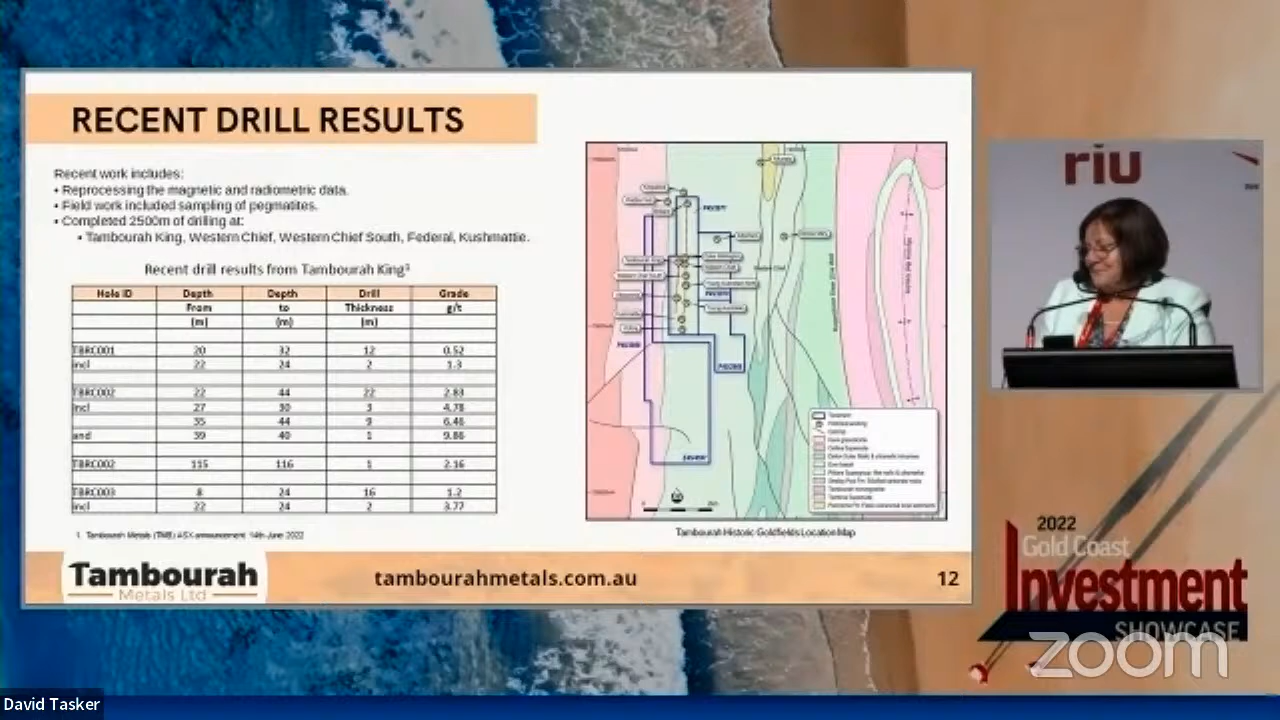 RECENT DRILL RESULTS
Recent work includes:
• Reprocessing the magnetic and radiometric data.
• Field work included sampling of pegmatites.
• Completed 2500m of drilling at:
• Tambourah King, Western Chief, Western Chief South, Federal, Kushmattie.
Recent drill results from Tambourah King¹
Hole ID Depth Depth Drill Grade
From to Thickness g/t
(m) (m) (m)
TBRC001 20 32 12 0.52
incl 22 24 2 1.3
TBRC002 22 44 22 2.83
incl 27 30 3 4.76
35 44 9 6.46
and 39 40 1 9.86
TBRC002 115 116 1 2.16
TBRC003 8 24 16 1.2
incl 22 24 2 3.77
1. Tambourah Metals (TMB) ASX announcement 14th June 2022
Tambourah Historic Goldfields Location Map
Tambourah
Metals Ltd
tambourahmetals.com.au
12
riu
2022
Gold Coast
Investment
SHOWCASE
zoom
David Tasker